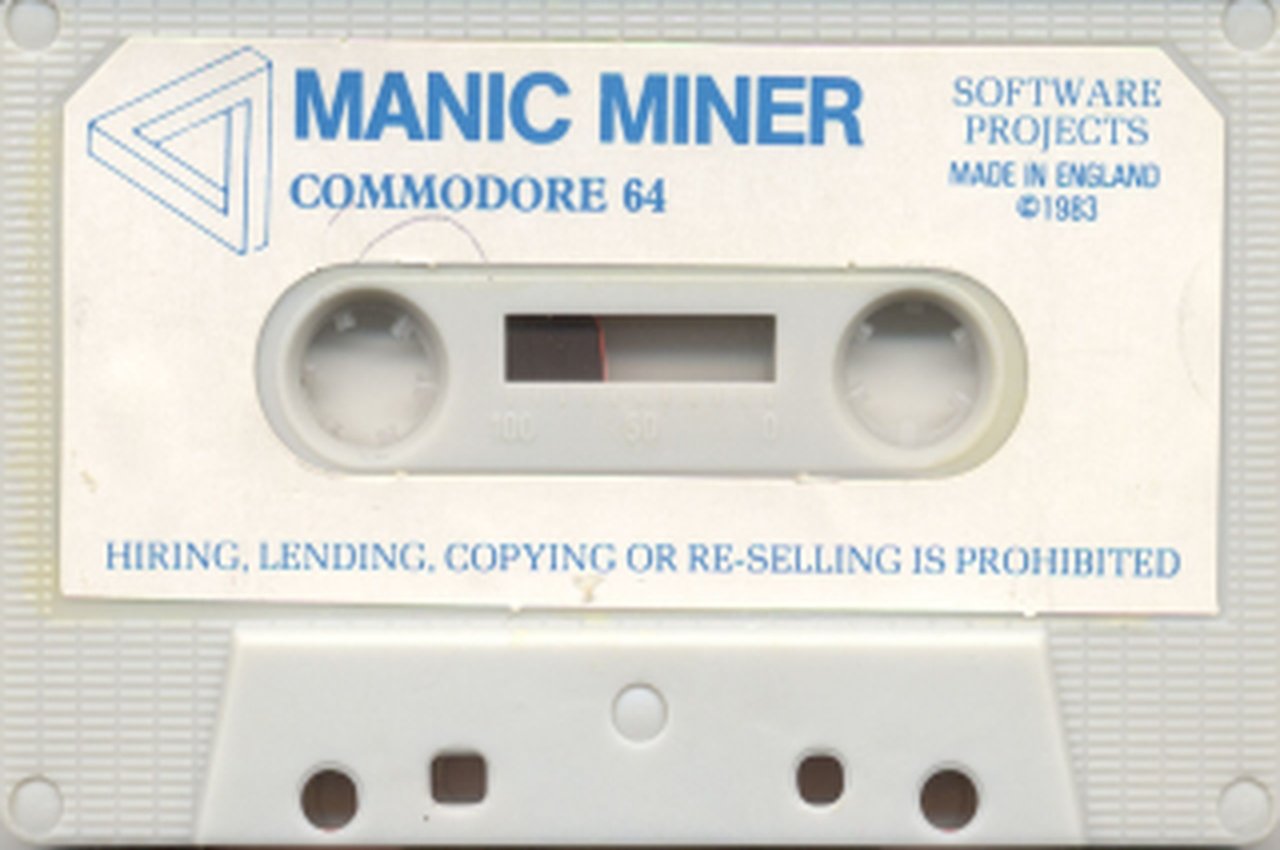 MANIC MINER
COMMODORE 64
SOFTWARE
PROJECTS
MADE IN ENGLAND
©1983
100 50 0
HIRING, LENDING, COPYING OR RE-SELLING IS PROHIBITED